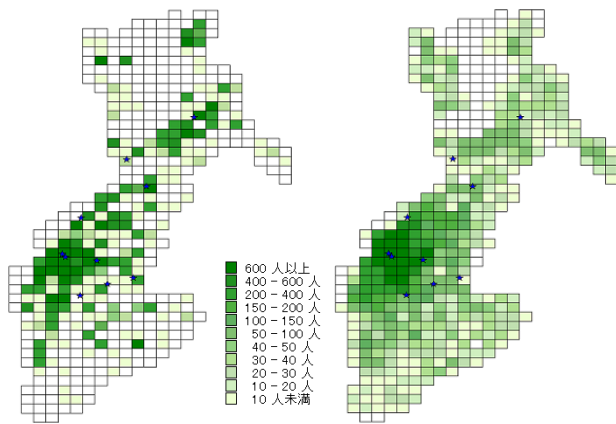 600 人以上
400 − 600 人
200 − 400 人
150 − 200 人
100 − 150 人
50 − 100 人
40 − 50 人
30 − 40 人
20 − 30 人
10 − 20 人
10 人未満